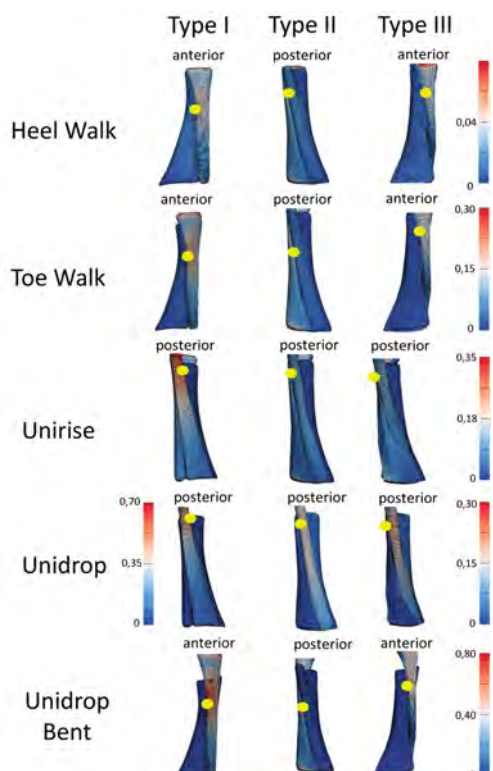 Type I Type II Type III
anterior posterior anterior
Heel Walk
0,04
0
anterior posterior anterior
Toe Walk
0,30
0,15
0
posterior posterior posterior
Unirise
0,35
0,18
0
posterior posterior posterior
Unidrop
0,70
0,35
0
0,30
0,15
0
anterior posterior anterior
Unidrop
Bent
0,80
0,40
0